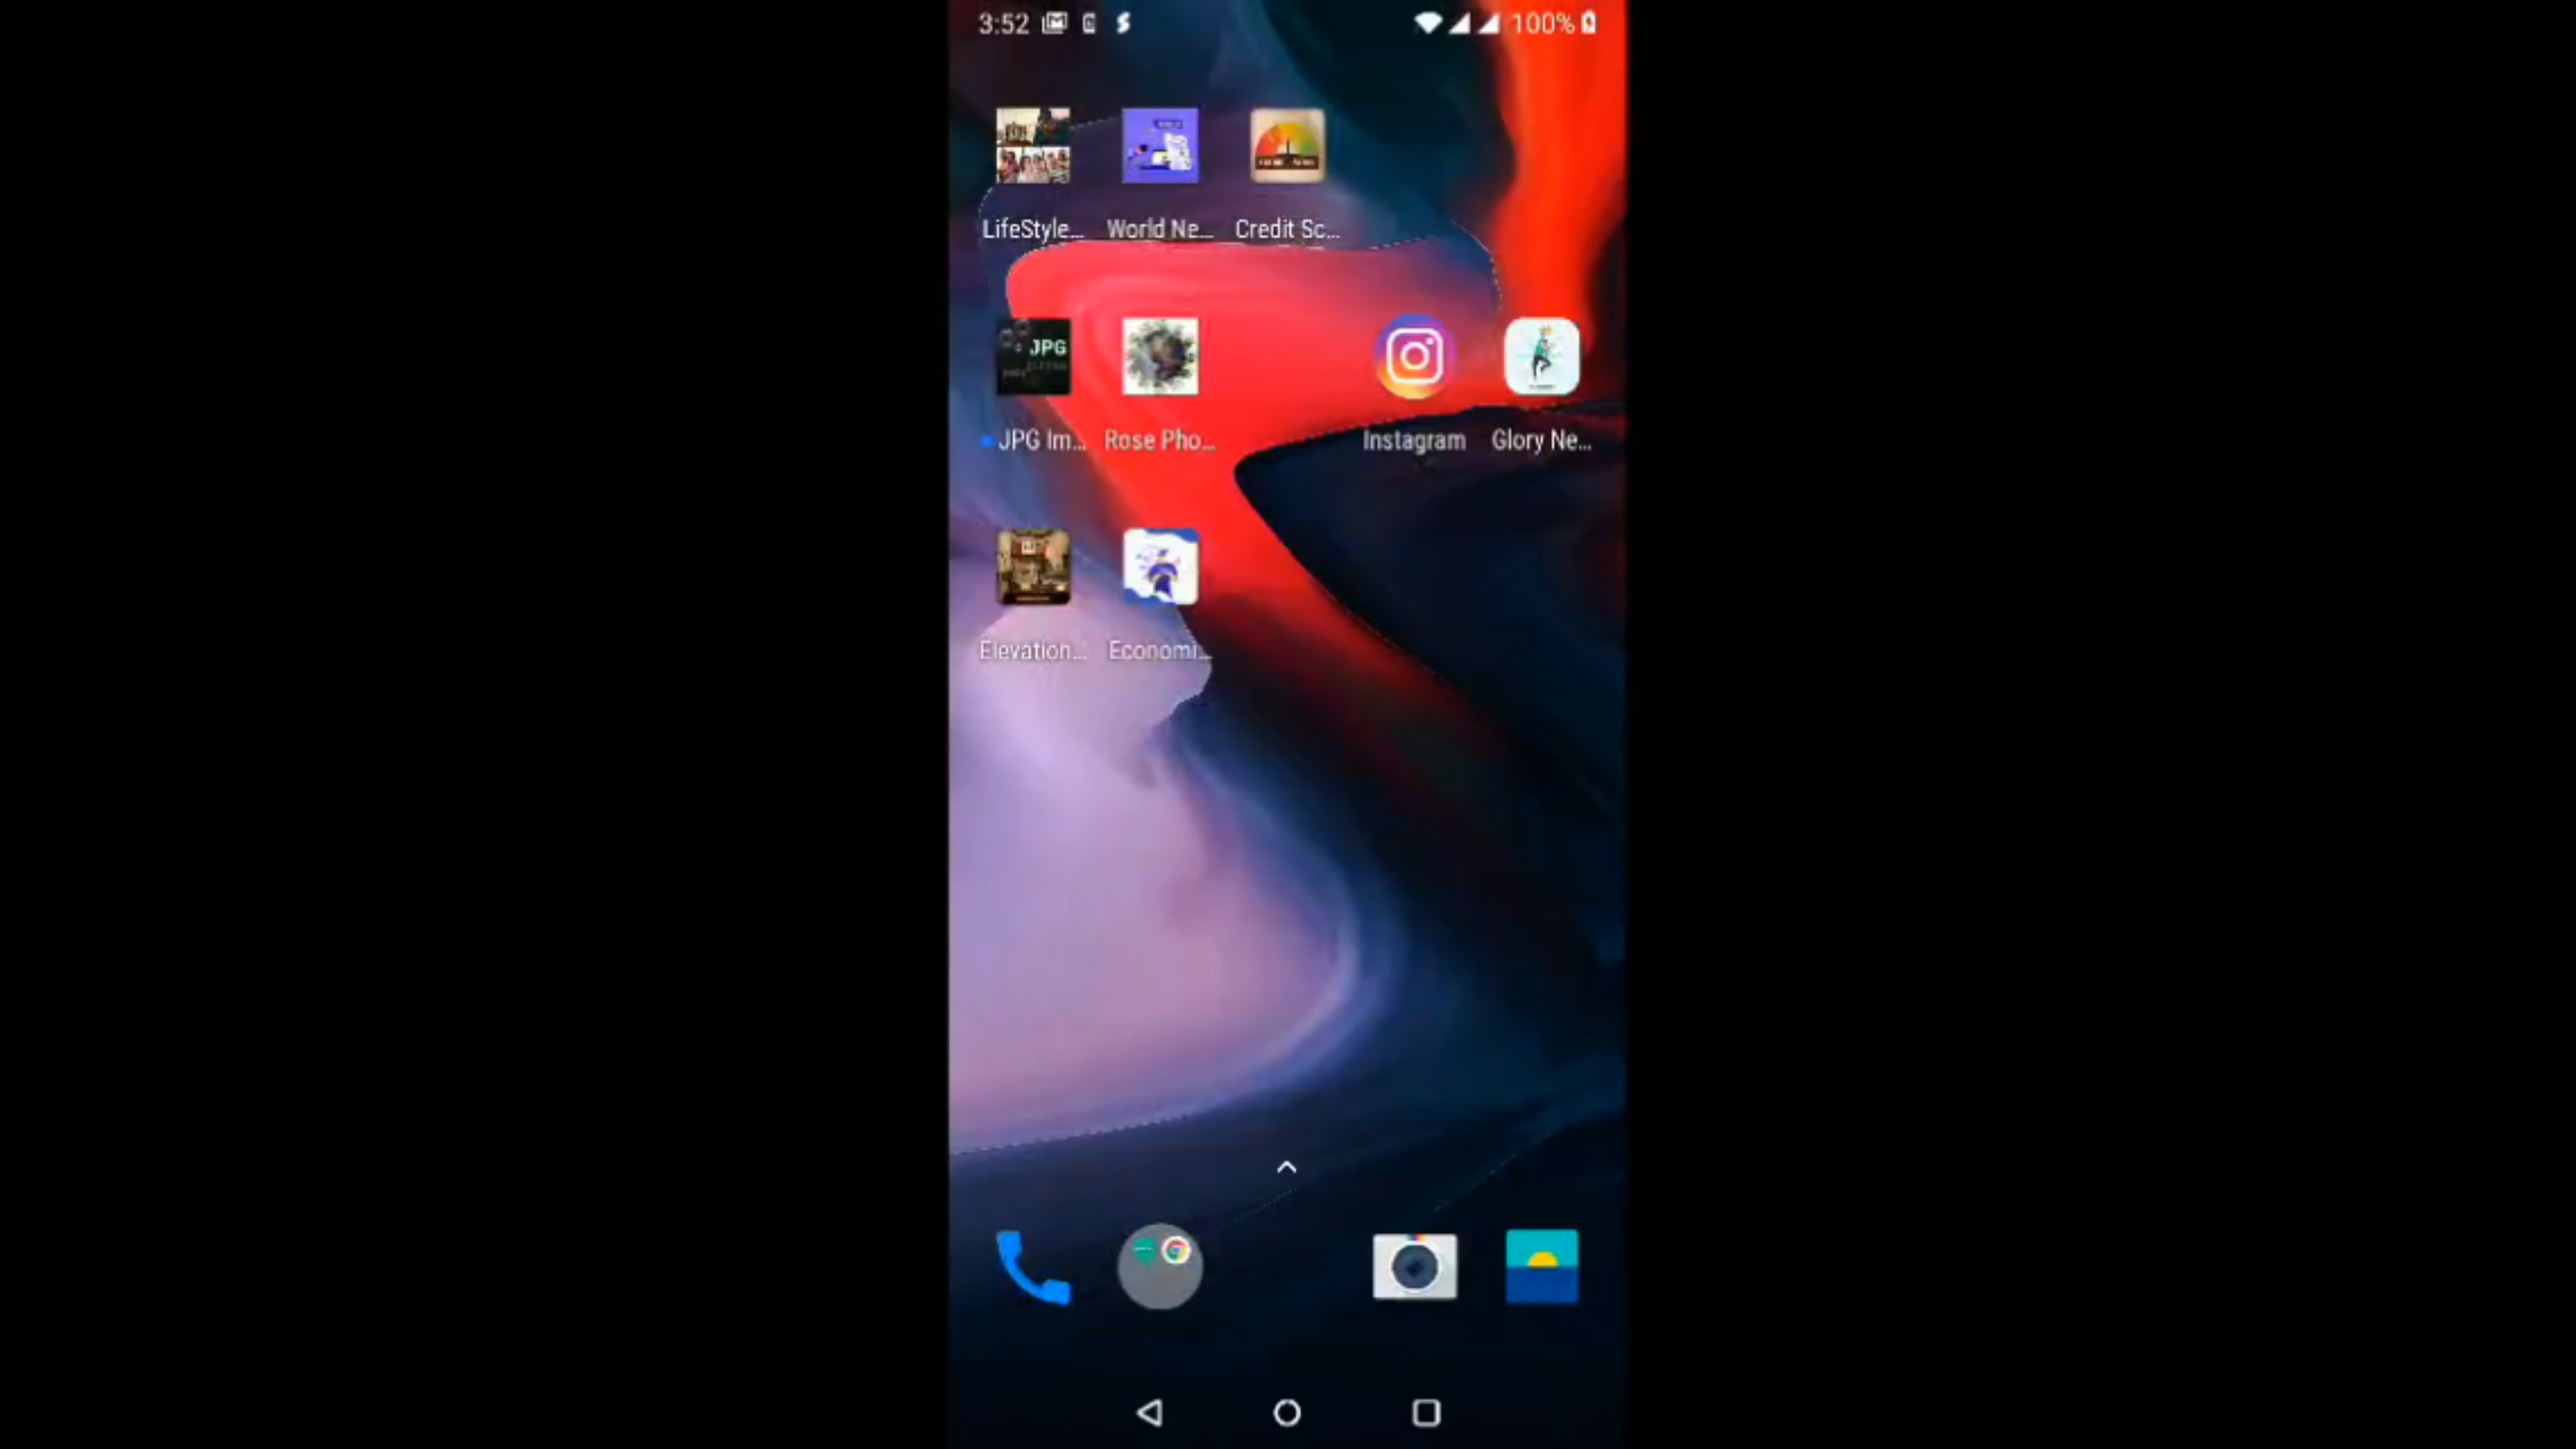 3:52 100%
LifeStyle... World Ne... Credit Sc...
JPG
JPG Im... Rose Pho... Instagram Glory Ne...
Elevation... Economi...